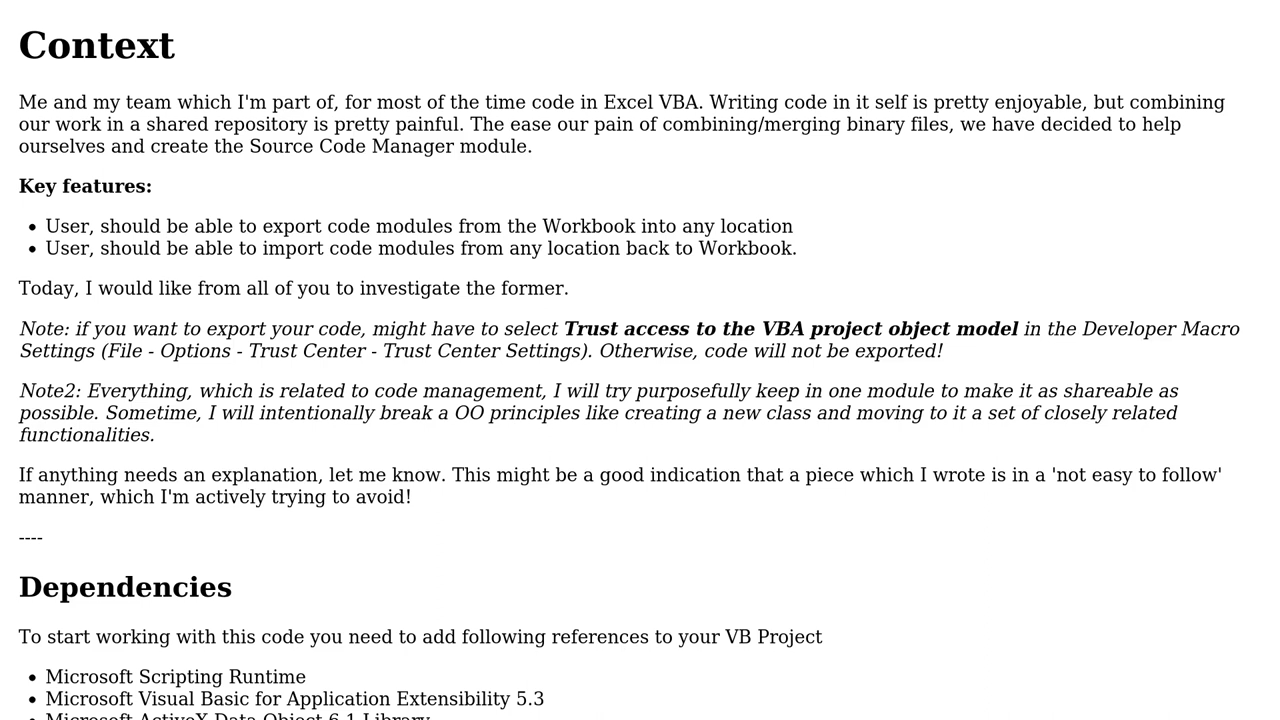 Context
Me and my team which I'm part of, for most of the time code in Excel VBA. Writing code in it self is pretty enjoyable, but combining
our work in a shared repository is pretty painful. The ease our pain of combining/merging binary files, we have decided to help
ourselves and create the Source Code Manager module.
Key features:
• User, should be able to export code modules from the Workbook into any location
• User, should be able to import code modules from any location back to Workbook.
Today, I would like from all of you to investigate the former.
Note: if you want to export your code, might have to select Trust access to the VBA project object model in the Developer Macro
Settings (File - Options - Trust Center - Trust Center Settings). Otherwise, code will not be exported!
Note2: Everything, which is related to code management, I will try purposefully keep in one module to make it as shareable as
possible. Sometime, I will intentionally break a OO principles like creating a new class and moving to it a set of closely related
functionalities.
If anything needs an explanation, let me know. This might be a good indication that a piece which I wrote is in a 'not easy to follow'
manner, which I'm actively trying to avoid!
----
Dependencies
To start working with this code you need to add following references to your VB Project
• Microsoft Scripting Runtime
• Microsoft Visual Basic for Application Extensibility 5.3
• Microsoft ActiveX Data Object 6.1 Library